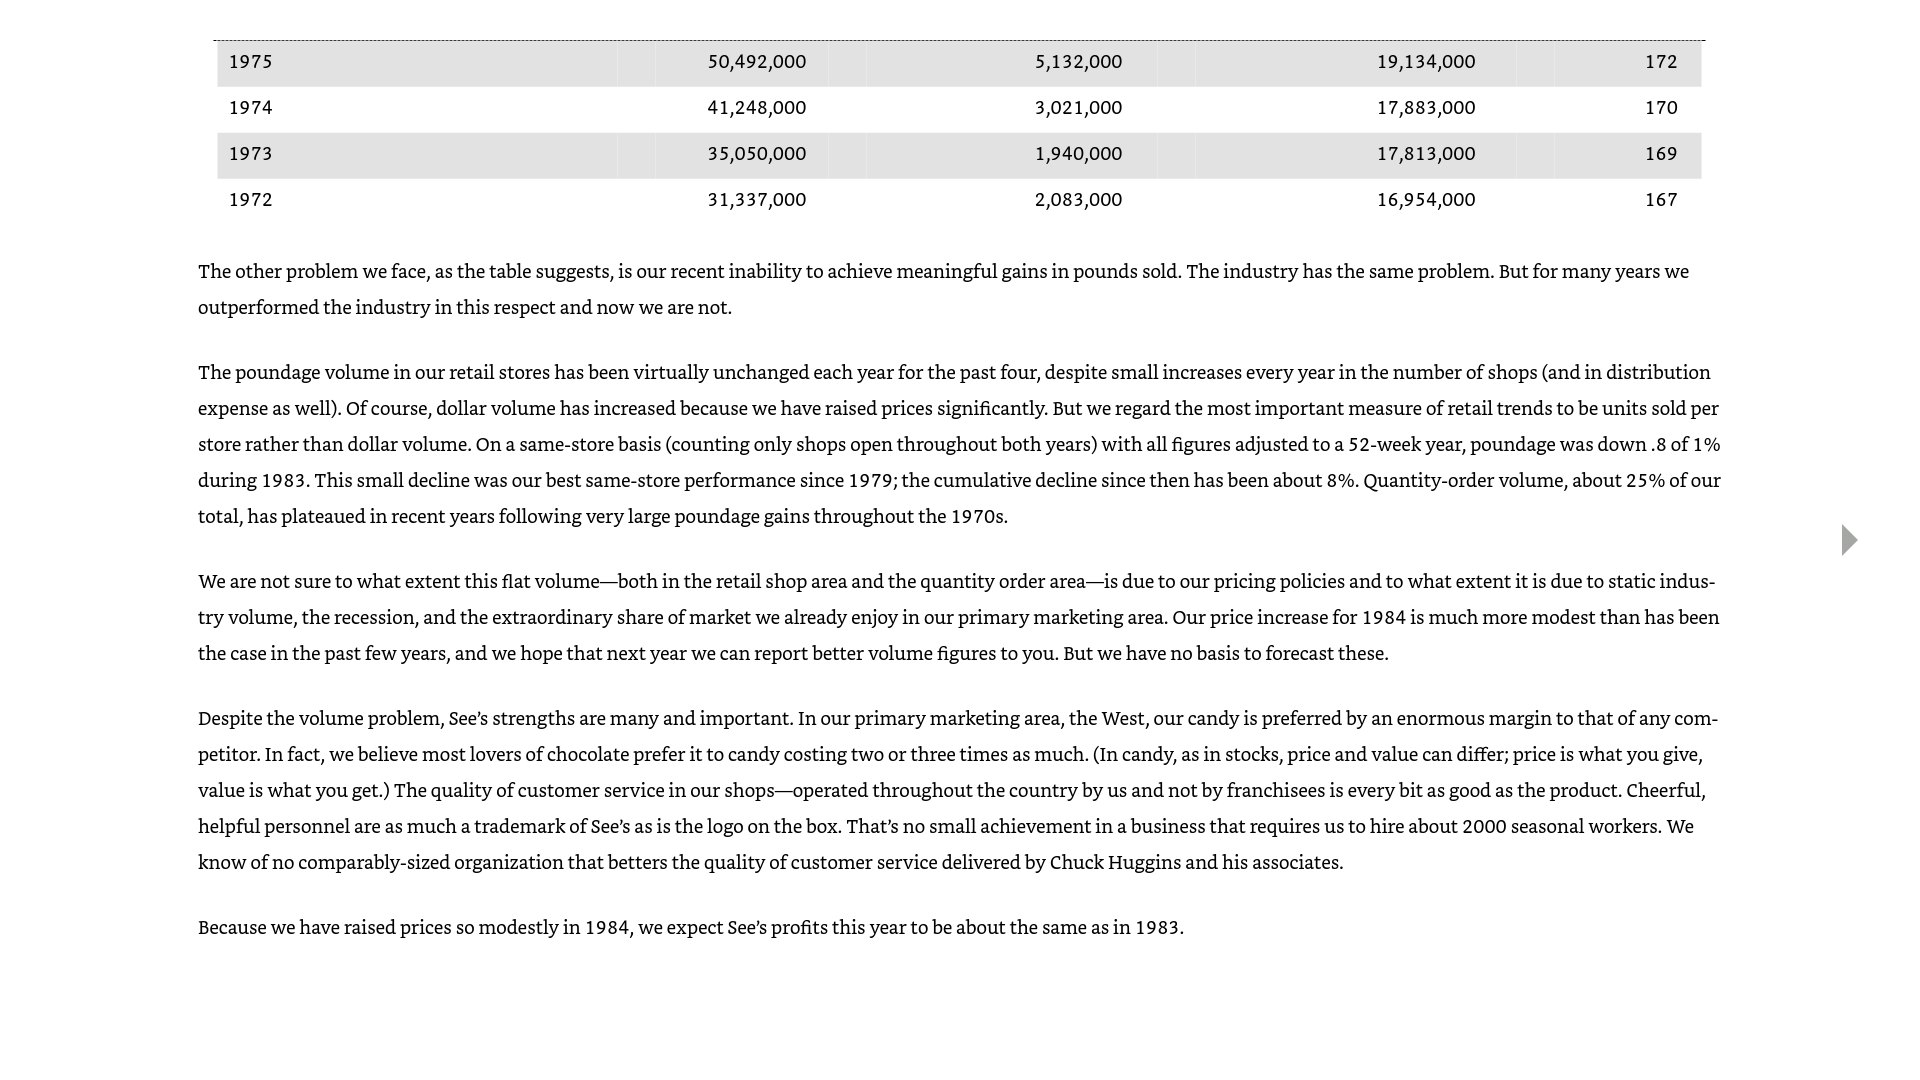 1975 50,492,000 5,132,000 19,134,000 172
1974 41,248,000 3,021,000 17,883,000 170
1973 35,050,000 1,940,000 17,813,000 169
1972 31,337,000 2,083,000 16,954,000 167
The other problem we face, as the table suggests, is our recent inability to achieve meaningful gains in pounds sold. The industry has the same problem. But for many years we
outperformed the industry in this respect and now we are not.
The poundage volume in our retail stores has been virtually unchanged each year for the past four, despite small increases every year in the number of shops (and in distribution
expense as well). Of course, dollar volume has increased because we have raised prices significantly. But we regard the most important measure of retail trends to be units sold per
store rather than dollar volume. On a same-store basis (counting only shops open throughout both years) with all figures adjusted to a 52-week year, poundage was down .8 of 1%
during 1983. This small decline was our best same-store performance since 1979; the cumulative decline since then has been about 8%. Quantity-order volume, about 25% of our
total, has plateaued in recent years following very large poundage gains throughout the 1970s.
We are not sure to what extent this flat volume—both in the retail shop area and the quantity order area—is due to our pricing policies and to what extent it is due to static indus-
try volume, the recession, and the extraordinary share of market we already enjoy in our primary marketing area. Our price increase for 1984 is much more modest than has been
the case in the past few years, and we hope that next year we can report better volume figures to you. But we have no basis to forecast these.
Despite the volume problem, See’s strengths are many and important. In our primary marketing area, the West, our candy is preferred by an enormous margin to that of any com-
petitor. In fact, we believe most lovers of chocolate prefer it to candy costing two or three times as much. (In candy, as in stocks, price and value can differ; price is what you give,
value is what you get.) The quality of customer service in our shops—operated throughout the country by us and not by franchisees is every bit as good as the product. Cheerful,
helpful personnel are as much a trademark of See’s as is the logo on the box. That’s no small achievement in a business that requires us to hire about 2000 seasonal workers. We
know of no comparably-sized organization that betters the quality of customer service delivered by Chuck Huggins and his associates.
Because we have raised prices so modestly in 1984, we expect See’s profits this year to be about the same as in 1983.